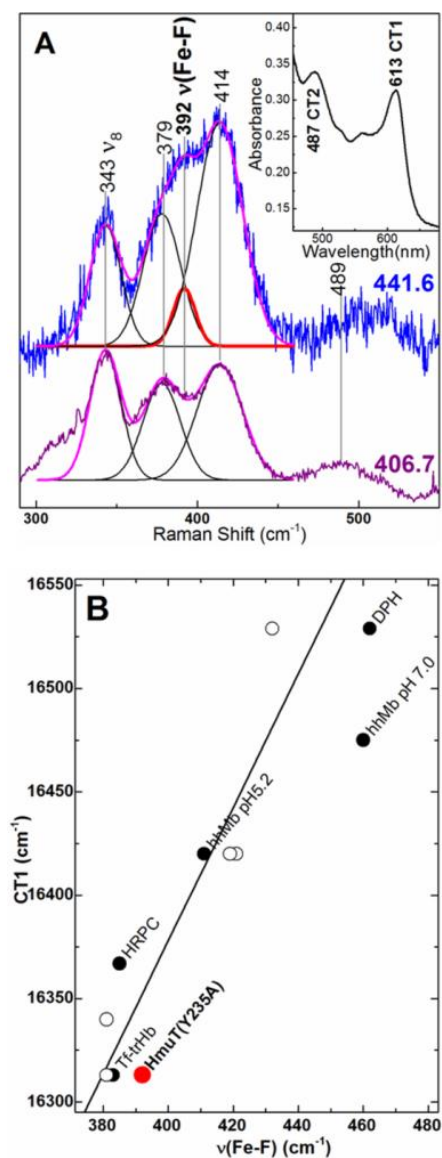 A
343 ν8
379
392 ν(Fe-F)
414
489
441.6
406.7
0.40
0.35
0.30
0.25
0.20
0.15
Absorbance
487 CT2
613 CT1
500
600
Wavelength(nm)
300
400
500
Raman Shift (cm-1)
B
16550
16500
16450
16400
16350
16300
CT1 (cm-1)
DPH
hhMb pH 7.0
hhMb pH5.2
HRPC
Tf-trHb
HmuT(Y235A)
380
400
420
440
460
480
ν(Fe-F) (cm-1)